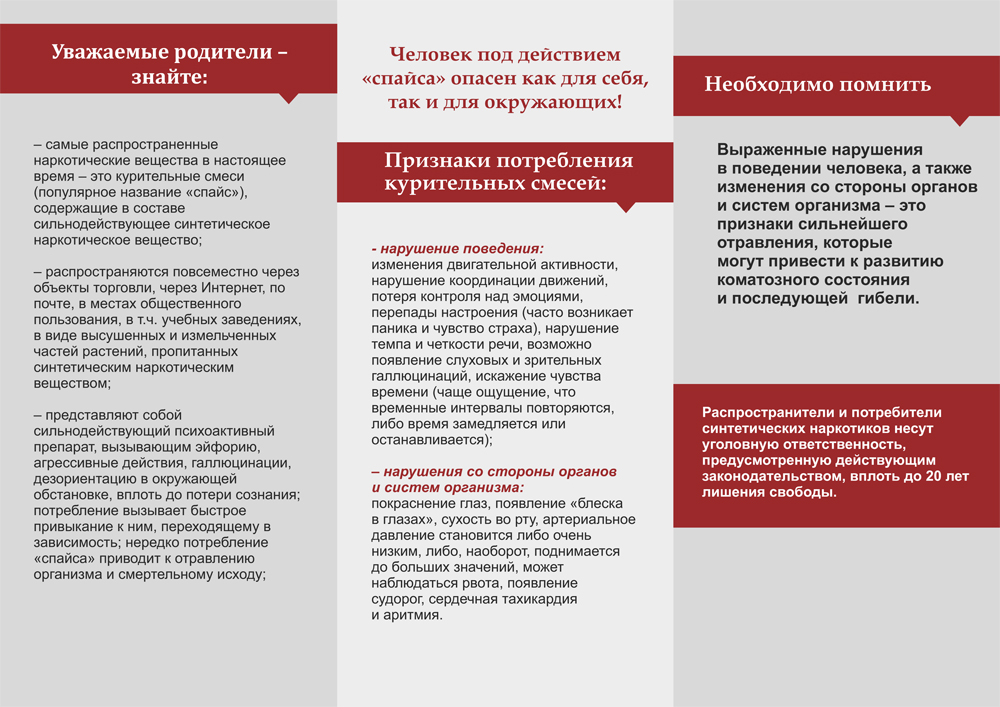 Уважаемые родители –
знайте:
– самые распространенные
наркотические вещества в настоящее
время – это курительные смеси
(популярное название «спайс»),
содержащие в составе
сильнодействующее синтетическое
наркотическое вещество;
– распространяются повсеместно через
объекты торговли, через Интернет, по
почте, в местах общественного
пользования, в т.ч. учебных заведениях,
в виде высушенных и измельченных
частей растений, пропитанных
синтетическим наркотическим
веществом;
– представляют собой
сильнодействующий психоактивный
препарат, вызывающим эйфорию,
агрессивные действия, галлюцинации,
дезориентацию в окружающей
обстановке, вплоть до потери сознания;
потребление вызывает быстрое
привыкание к ним, переходящему в
зависимость; нередко потребление
«спайса» приводит к отравлению
организма и смертельному исходу;
Человек под действием
«спайса» опасен как для себя,
так и для окружающих!
Признаки потребления
курительных смесей:
- нарушение поведения:
изменения двигательной активности,
нарушение координации движений,
потеря контроля над эмоциями,
перепады настроения (часто возникает
паника и чувство страха), нарушение
темпа и четкости речи, возможно
появление слуховых и зрительных
галлюцинаций, искажение чувства
времени (чаще ощущение, что
временные интервалы повторяются,
либо время замедляется или
останавливается);
– нарушения со стороны органов
и систем организма:
покраснение глаз, появление «блеска
в глазах», сухость во рту, артериальное
давление становится либо очень
низким, либо, наоборот, поднимается
до больших значений, может
наблюдаться рвота, появление
судорог, сердечная тахикардия
и аритмия.
Необходимо помнить
Выраженные нарушения
в поведении человека, а также
изменения со стороны органов
и систем организма – это
признаки сильнейшего
отравления, которые
могут привести к развитию
коматозного состояния
и последующей гибели.
Распространители и потребители
синтетических наркотиков несут
уголовную ответственность,
предусмотренную действующим
законодательством, вплоть до 20 лет
лишения свободы.